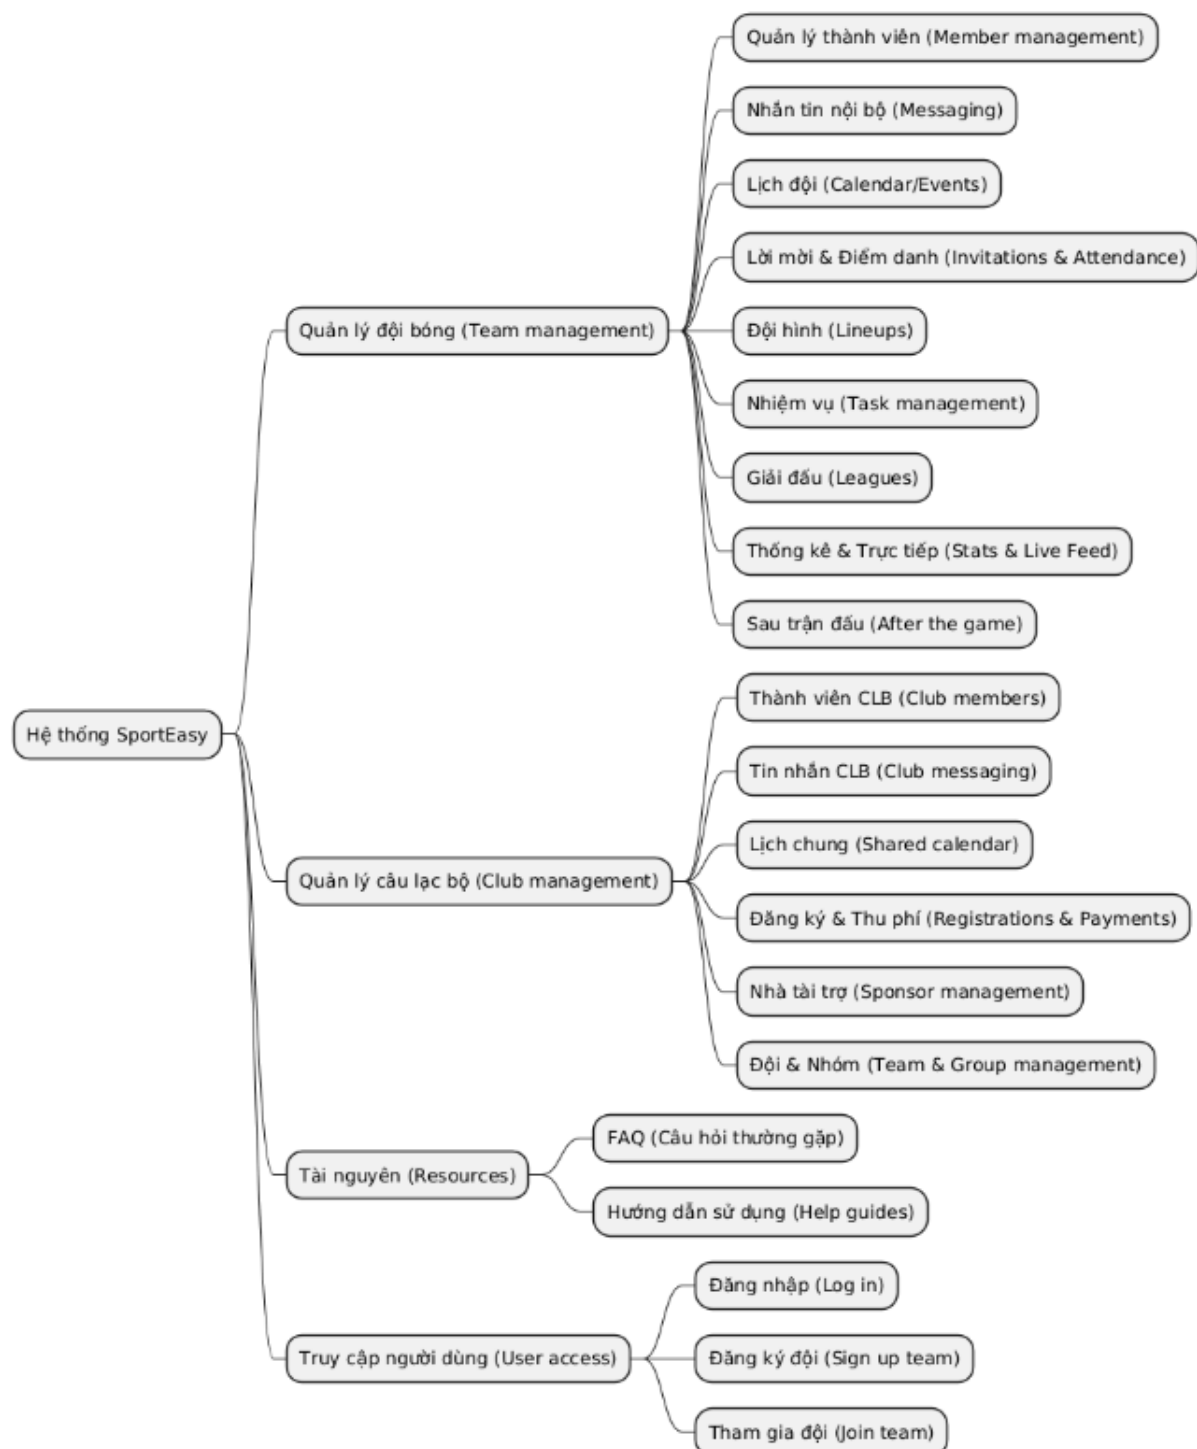 Hệ thống SportEasy
Quản lý đội bóng (Team management)
Quản lý thành viên (Member management)
Nhắn tin nội bộ (Messaging)
Lịch đội (Calendar/Events)
Lời mời & Điểm danh (Invitations & Attendance)
Đội hình (Lineups)
Nhiệm vụ (Task management)
Giải đấu (Leagues)
Thống kê & Trực tiếp (Stats & Live Feed)
Sau trận đấu (After the game)
Quản lý câu lạc bộ (Club management)
Thành viên CLB (Club members)
Tin nhắn CLB (Club messaging)
Lịch chung (Shared calendar)
Đăng ký & Thu phí (Registrations & Payments)
Nhà tài trợ (Sponsor management)
Đội & Nhóm (Team & Group management)
Tài nguyên (Resources)
FAQ (Câu hỏi thường gặp)
Hướng dẫn sử dụng (Help guides)
Truy cập người dùng (User access)
Đăng nhập (Log in)
Đăng ký đội (Sign up team)
Tham gia đội (Join team)